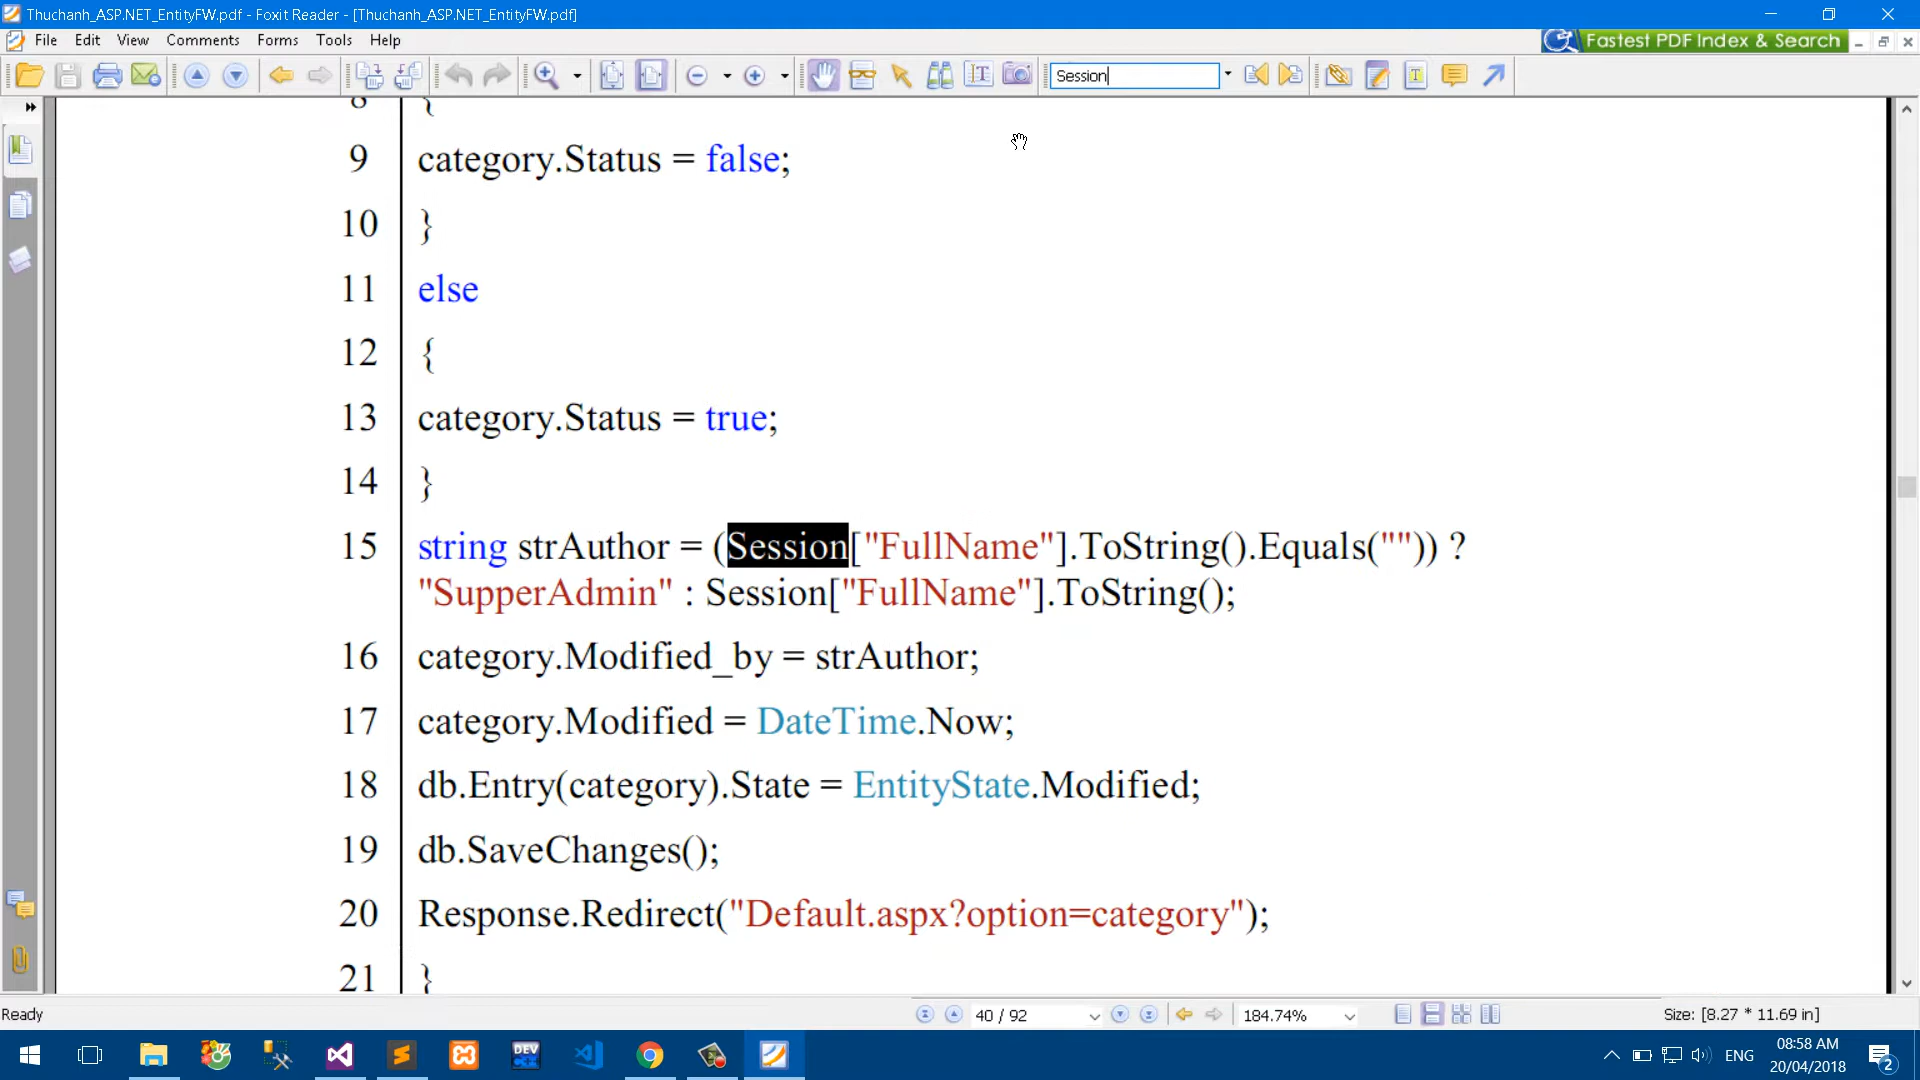 Thuchanh_ASP.NET_EntityFW.pdf - Foxit Reader - [Thuchanh_ASP.NET_EntityFW.pdf]
File Edit View Comments Forms Tools Help
Fastest PDF Index & Search
Session
8 {
9 category.Status = false;
10 }
11 else
12 {
13 category.Status = true;
14 }
15 string strAuthor = (Session["FullName"].ToString().Equals("")) ?
"SupperAdmin" : Session["FullName"].ToString();
16 category.Modified_by = strAuthor;
17 category.Modified = DateTime.Now;
18 db.Entry(category).State = EntityState.Modified;
19 db.SaveChanges();
20 Response.Redirect("Default.aspx?option=category");
21 }
Ready
40 / 92
184.74%
Size: [8.27 * 11.69 in]
DEV
ENG
08:58 AM
20/04/2018
2